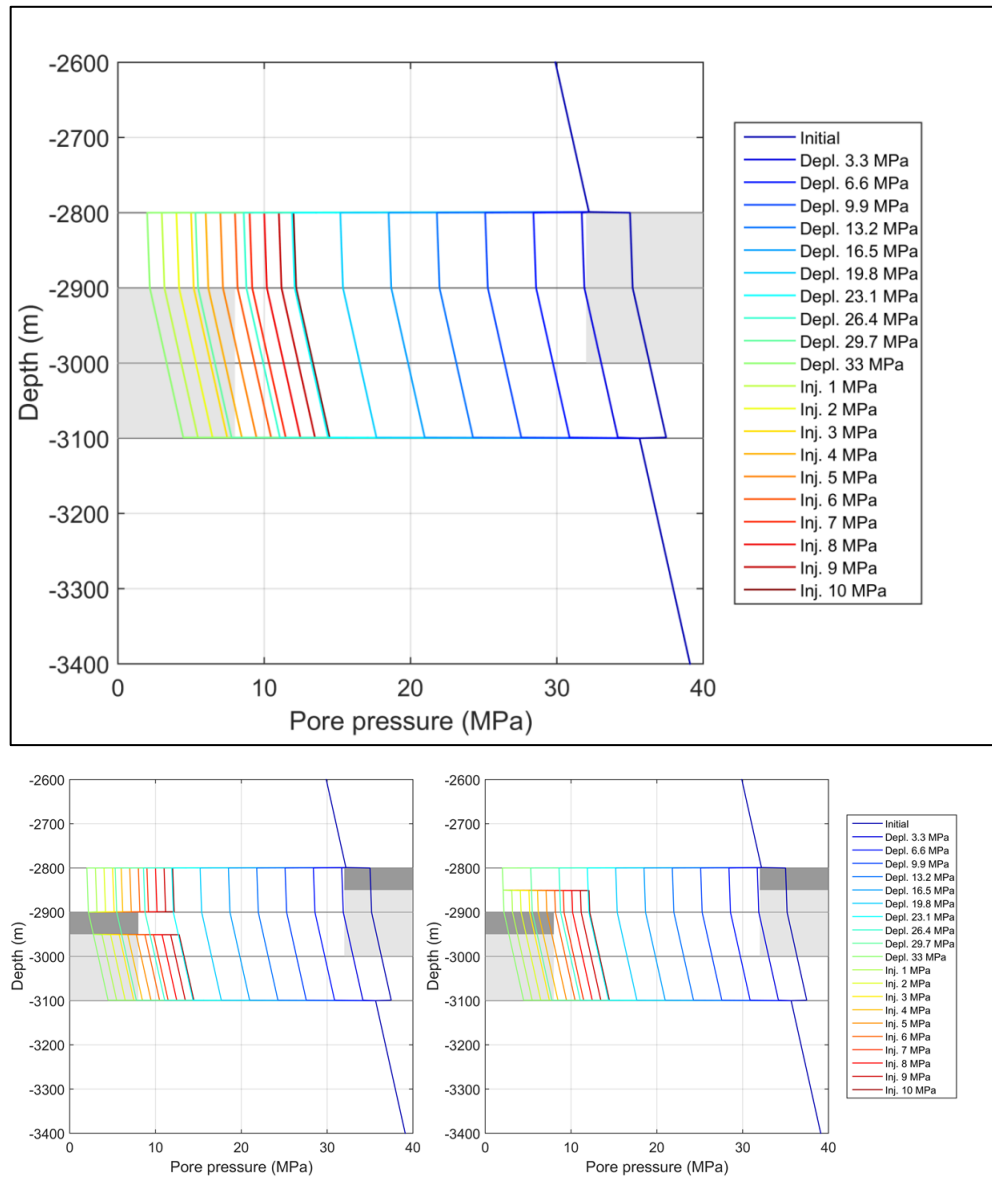 -2600
-2700
-2800
-2900
-3000
-3100
-3200
-3300
-3400
Depth (m)
0 10 20 30 40
Pore pressure (MPa)
Initial
Depl. 3.3 MPa
Depl. 6.6 MPa
Depl. 9.9 MPa
Depl. 13.2 MPa
Depl. 16.5 MPa
Depl. 19.8 MPa
Depl. 23.1 MPa
Depl. 26.4 MPa
Depl. 29.7 MPa
Depl. 33 MPa
Inj. 1 MPa
Inj. 2 MPa
Inj. 3 MPa
Inj. 4 MPa
Inj. 5 MPa
Inj. 6 MPa
Inj. 7 MPa
Inj. 8 MPa
Inj. 9 MPa
Inj. 10 MPa
-2600
-2700
-2800
-2900
-3000
-3100
-3200
-3300
-3400
Depth (m)
0 10 20 30 40
Pore pressure (MPa)
-2600
-2700
-2800
-2900
-3000
-3100
-3200
-3300
-3400
Depth (m)
0 10 20 30 40
Pore pressure (MPa)
Initial
Depl. 3.3 MPa
Depl. 6.6 MPa
Depl. 9.9 MPa
Depl. 13.2 MPa
Depl. 16.5 MPa
Depl. 19.8 MPa
Depl. 23.1 MPa
Depl. 26.4 MPa
Depl. 29.7 MPa
Depl. 33 MPa
Inj. 1 MPa
Inj. 2 MPa
Inj. 3 MPa
Inj. 4 MPa
Inj. 5 MPa
Inj. 6 MPa
Inj. 7 MPa
Inj. 8 MPa
Inj. 9 MPa
Inj. 10 MPa